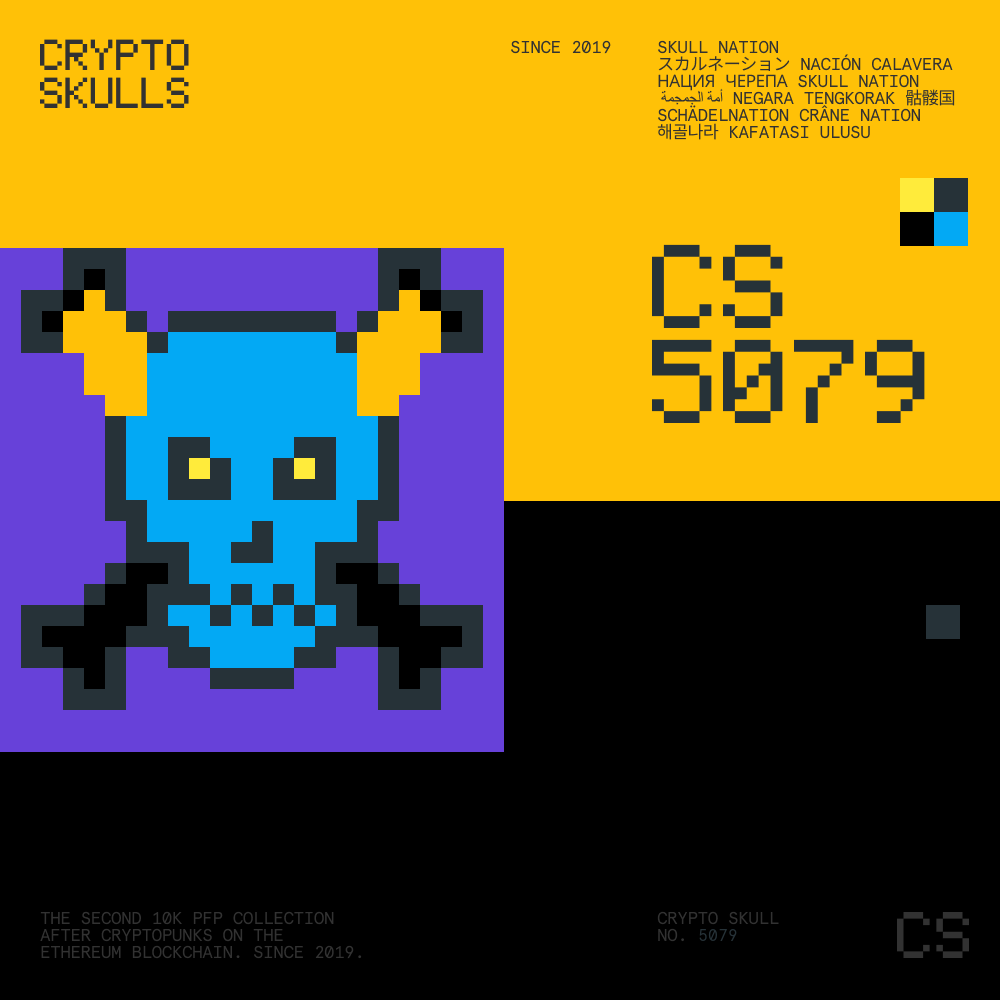 CRYPTO
SKULLS
SINCE 2019
SKULL NATION
スカルネーション NACIÓN CALAVERA
НАЦИЯ ЧЕРЕПА SKULL NATION
أمة الجمجمة NEGARA TENGKORAK 骷髅国
SCHÄDELNATION CRÂNE NATION
해골나라 KAFATASI ULUSU
CS
5079
THE SECOND 10K PFP COLLECTION
AFTER CRYPTOPUNKS ON THE
ETHEREUM BLOCKCHAIN. SINCE 2019.
CRYPTO SKULL
NO. 5079
CS